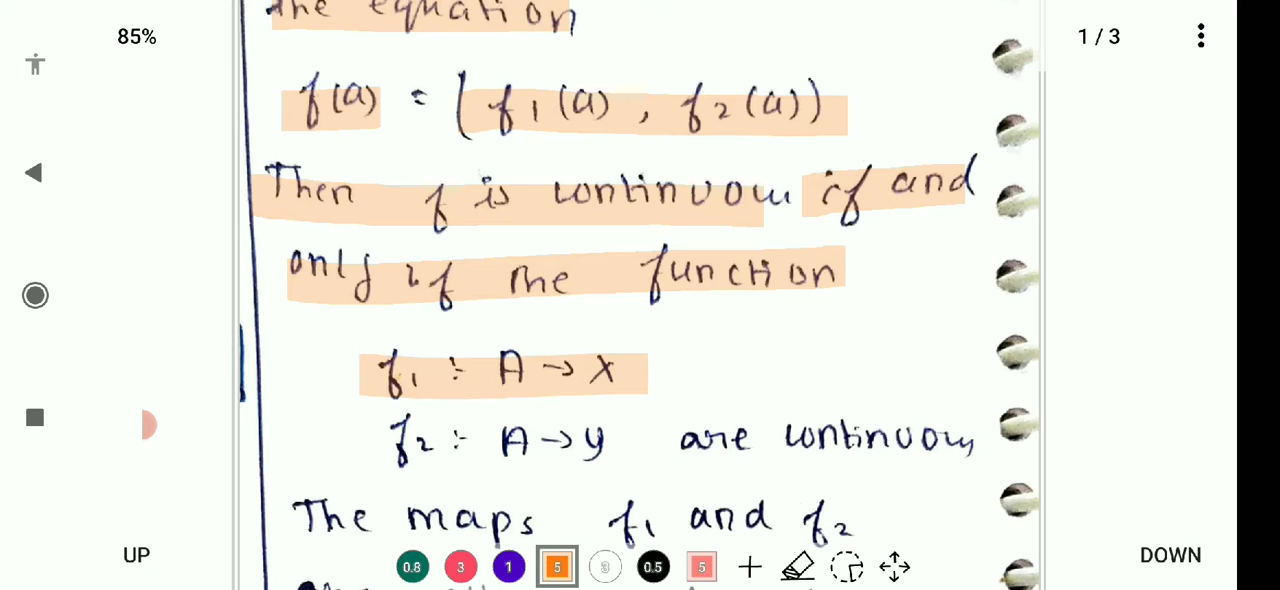 85%
1 / 3
the equation
f(a) = (f1(a), f2(a))
Then f is continuous if and
only if the function
f1 : A → X
f2 : A → y are continuous
The maps f1 and f2
UP
DOWN
0.8 3 1 5 3 0.5 5